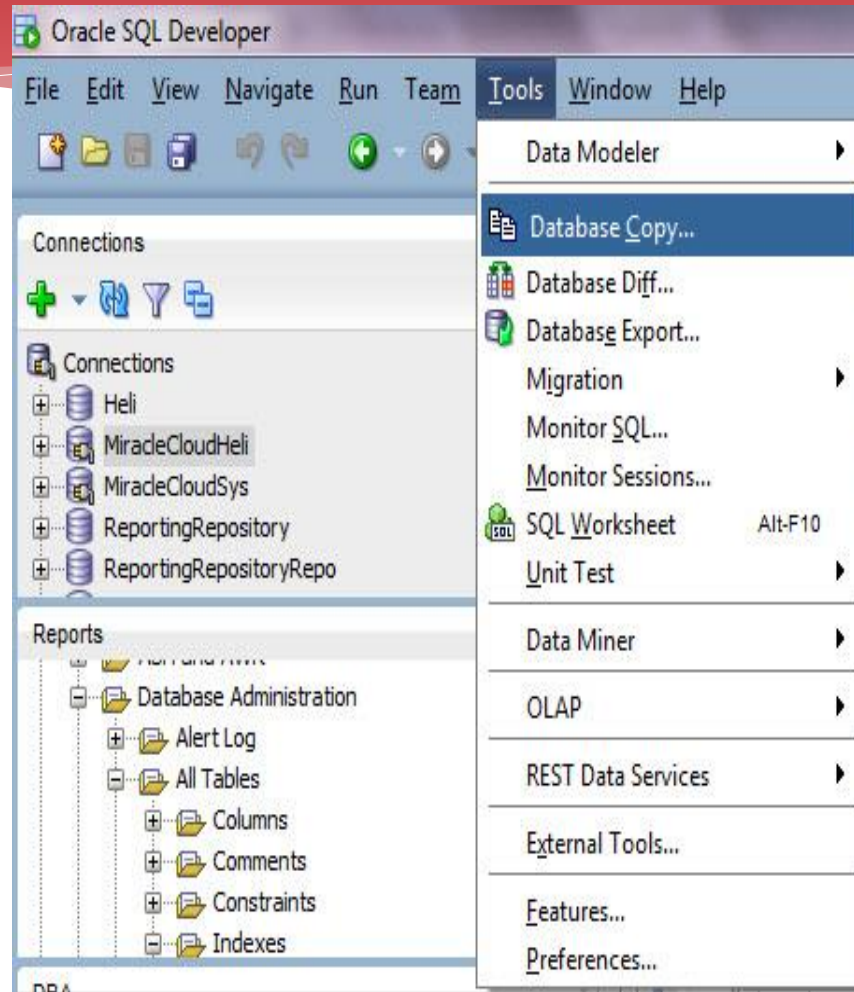 Oracle SQL Developer
File Edit View Navigate Run Team Tools Window Help
Connections
Connections
Heli
MiracleCloudHeli
MiracleCloudSys
ReportingRepository
ReportingRepositoryRepo
Reports
Database Administration
Alert Log
All Tables
Columns
Comments
Constraints
Indexes
DBA
Data Modeler
Database Copy...
Database Diff...
Database Export...
Migration
Monitor SQL...
Monitor Sessions...
SQL Worksheet Alt-F10
Unit Test
Data Miner
OLAP
REST Data Services
External Tools...
Features...
Preferences...